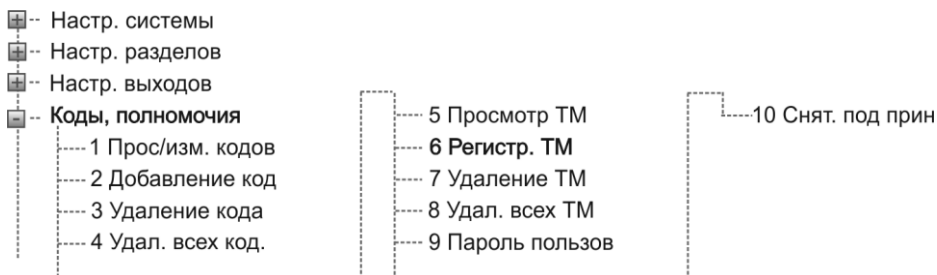 Настр. системы
Настр. разделов
Настр. выходов
Коды, полномочия
1 Прос/изм. кодов
2 Добавление код
3 Удаление кода
4 Удал. всех код.
5 Просмотр ТМ
6 Регистр. ТМ
7 Удаление ТМ
8 Удал. всех ТМ
9 Пароль пользов
10 Снят. под прин